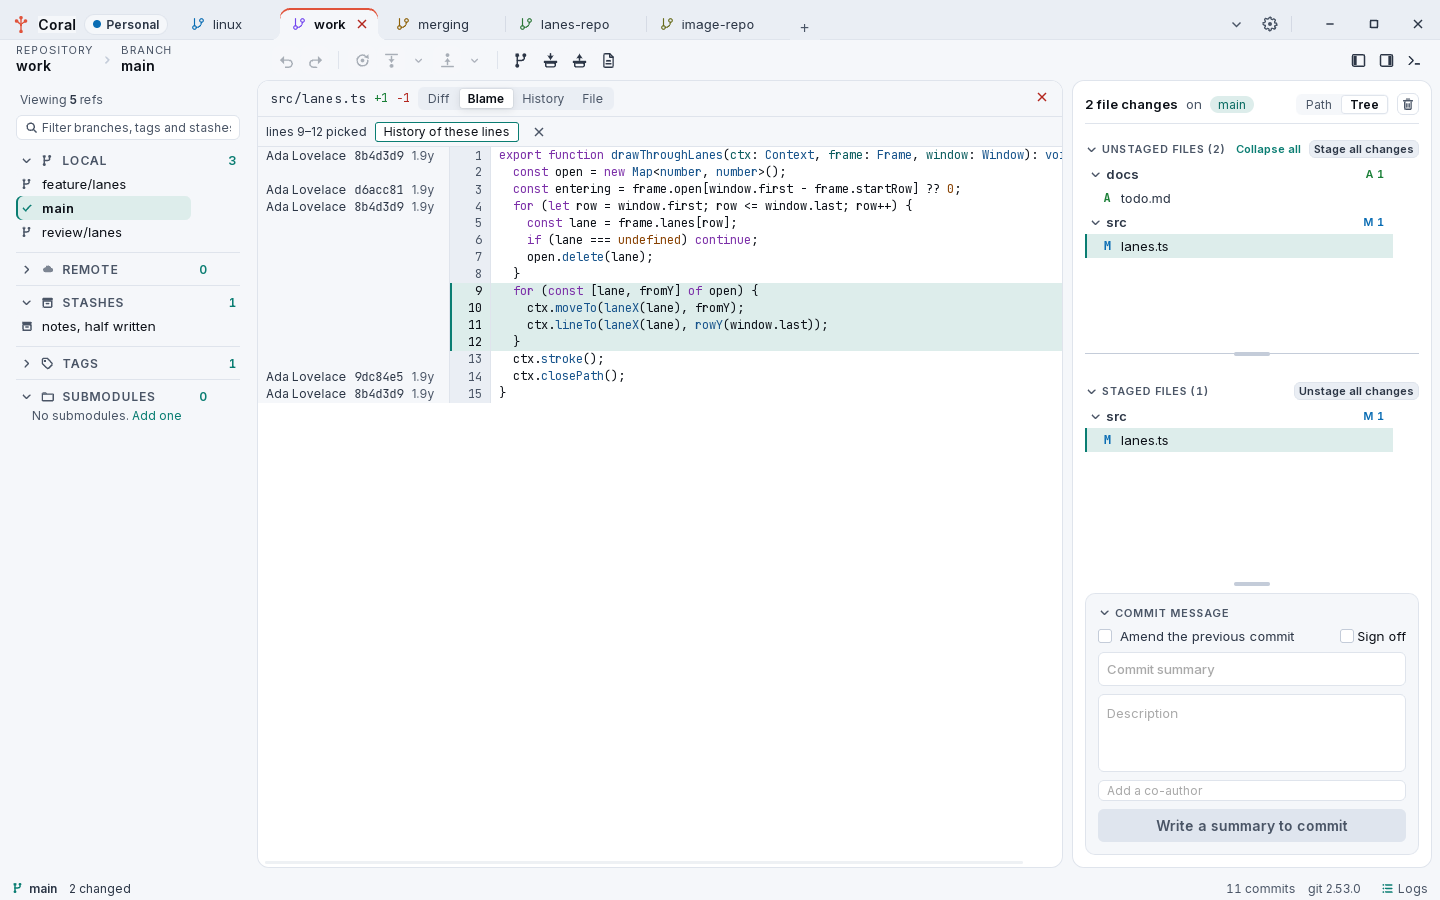 Coral Personal linux work merging lanes-repo image-repo +
REPOSITORY BRANCH
work main
Viewing 5 refs
Filter branches, tags and stashes
LOCAL 3
feature/lanes
main
review/lanes
REMOTE 0
STASHES 1
notes, half written
TAGS 1
SUBMODULES 0
No submodules. Add one
src/lanes.ts +1 -1 Diff Blame History File
lines 9–12 picked History of these lines
Ada Lovelace 8b4d3d9 1.9y 1 export function drawThroughLanes(ctx: Context, frame: Frame, window: Window): voi
2 const open = new Map<number, number>();
Ada Lovelace d6acc81 1.9y 3 const entering = frame.open[window.first - frame.startRow] ?? 0;
Ada Lovelace 8b4d3d9 1.9y 4 for (let row = window.first; row <= window.last; row++) {
5 const lane = frame.lanes[row];
6 if (lane === undefined) continue;
7 open.delete(lane);
8 }
9 for (const [lane, fromY] of open) {
10 ctx.moveTo(laneX(lane), fromY);
11 ctx.lineTo(laneX(lane), rowY(window.last));
12 }
13 ctx.stroke();
Ada Lovelace 9dc84e5 1.9y 14 ctx.closePath();
Ada Lovelace 8b4d3d9 1.9y 15 }
2 file changes on main Path Tree
UNSTAGED FILES (2) Collapse all Stage all changes
docs A 1
A todo.md
src M 1
M lanes.ts
STAGED FILES (1) Unstage all changes
src M 1
M lanes.ts
COMMIT MESSAGE
Amend the previous commit Sign off
Commit summary
Description
Add a co-author
Write a summary to commit
main 2 changed 11 commits git 2.53.0 Logs